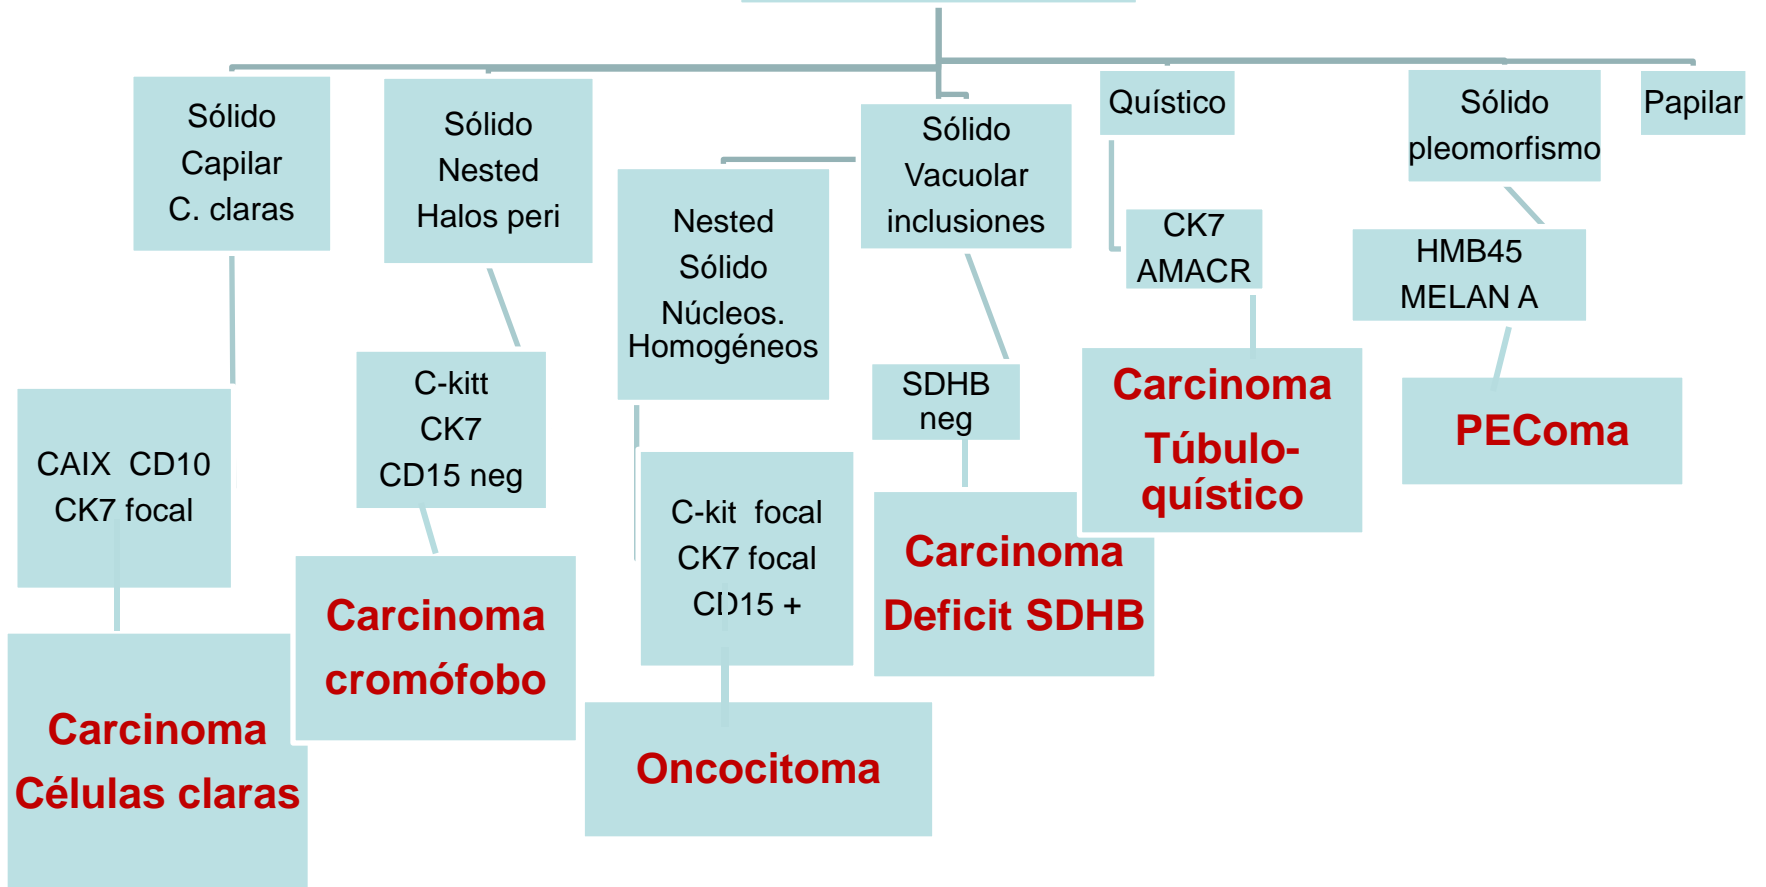 Sólido
Capilar
C. claras
Sólido
Nested
Halos peri
Nested
Sólido
Núcleos.
Homogéneos
Sólido
Vacuolar
inclusiones
Quístico
Sólido
pleomorfismo
Papilar
CK7
AMACR
HMB45
MELAN A
CAIX CD10
CK7 focal
C-kitt
CK7
CD15 neg
C-kit focal
CK7 focal
CD15 +
SDHB
neg
Carcinoma
Células claras
Carcinoma
cromófobo
Oncocitoma
Carcinoma
Deficit SDHB
Carcinoma
Túbulo-
quístico
PEComa